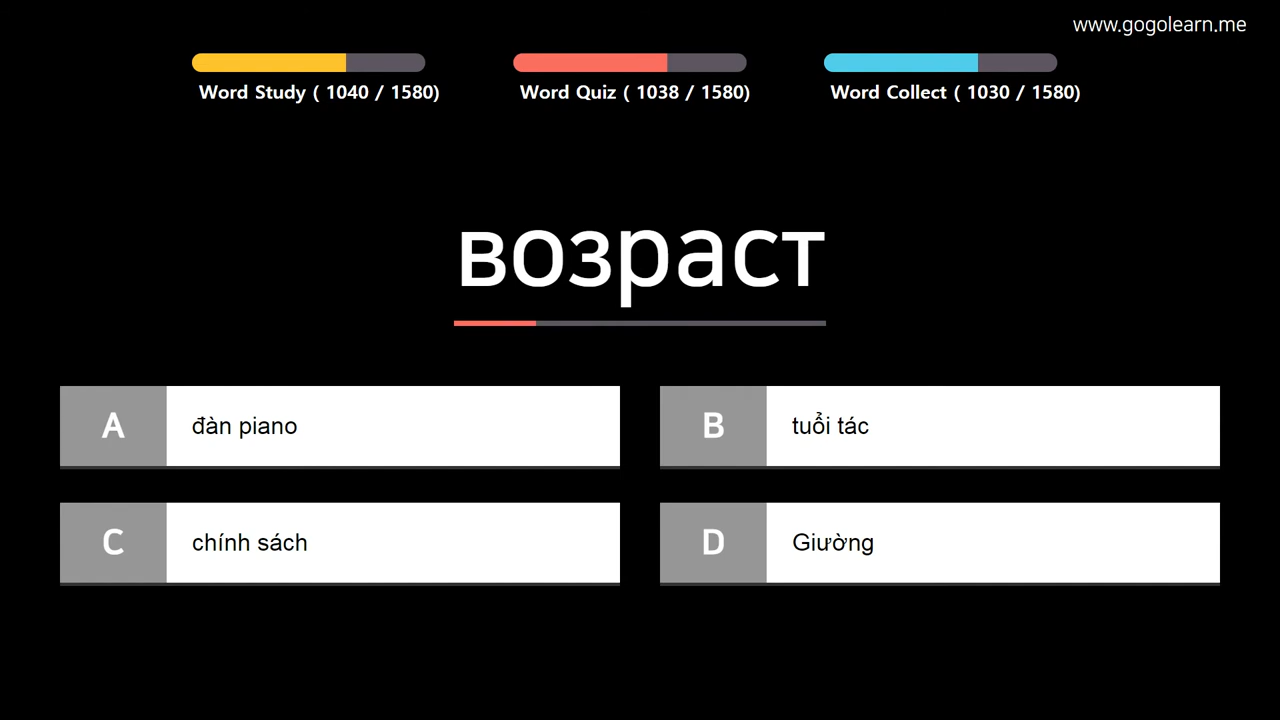 www.gogolearn.me
Word Study ( 1040 / 1580)
Word Quiz ( 1038 / 1580)
Word Collect ( 1030 / 1580)
возраст
A đàn piano
B tuổi tác
C chính sách
D Giường